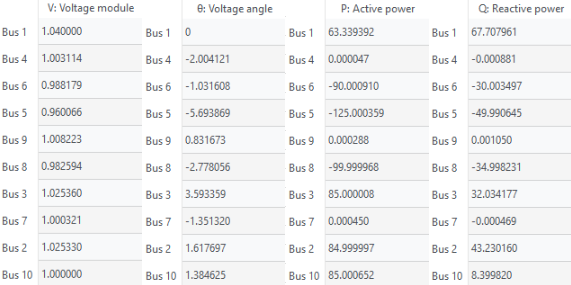 V: Voltage module θ: Voltage angle P: Active power Q: Reactive power
Bus 1 1.040000 Bus 1 0 Bus 1 63.339392 Bus 1 67.707961
Bus 4 1.003114 Bus 4 -2.004121 Bus 4 0.000047 Bus 4 -0.000881
Bus 6 0.988179 Bus 6 -1.031608 Bus 6 -90.000910 Bus 6 -30.003497
Bus 5 0.960066 Bus 5 -5.693869 Bus 5 -125.000359 Bus 5 -49.990645
Bus 9 1.008223 Bus 9 0.831673 Bus 9 0.000288 Bus 9 0.001050
Bus 8 0.982594 Bus 8 -2.778056 Bus 8 -99.999968 Bus 8 -34.998231
Bus 3 1.025360 Bus 3 3.593359 Bus 3 85.000008 Bus 3 32.034177
Bus 7 1.000321 Bus 7 -1.351320 Bus 7 0.000450 Bus 7 -0.000469
Bus 2 1.025330 Bus 2 1.617697 Bus 2 84.999997 Bus 2 43.230160
Bus 10 1.000000 Bus 10 1.384625 Bus 10 85.000652 Bus 10 8.399820